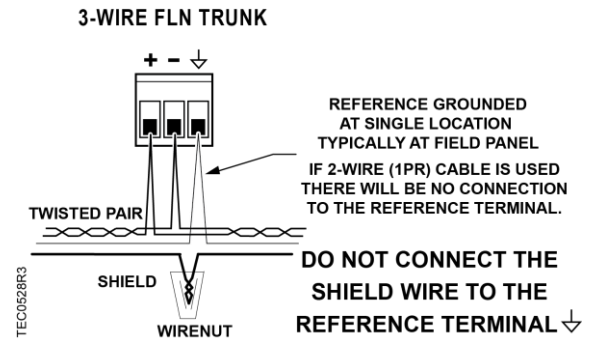 3-WIRE FLN TRUNK
+ - ⏚
REFERENCE GROUNDED
AT SINGLE LOCATION
TYPICALLY AT FIELD PANEL
IF 2-WIRE (1PR) CABLE IS USED
THERE WILL BE NO CONNECTION
TO THE REFERENCE TERMINAL.
TWISTED PAIR
DO NOT CONNECT THE
SHIELD WIRE TO THE
REFERENCE TERMINAL ⏚
SHIELD
WIRENUT
TEC0528R3